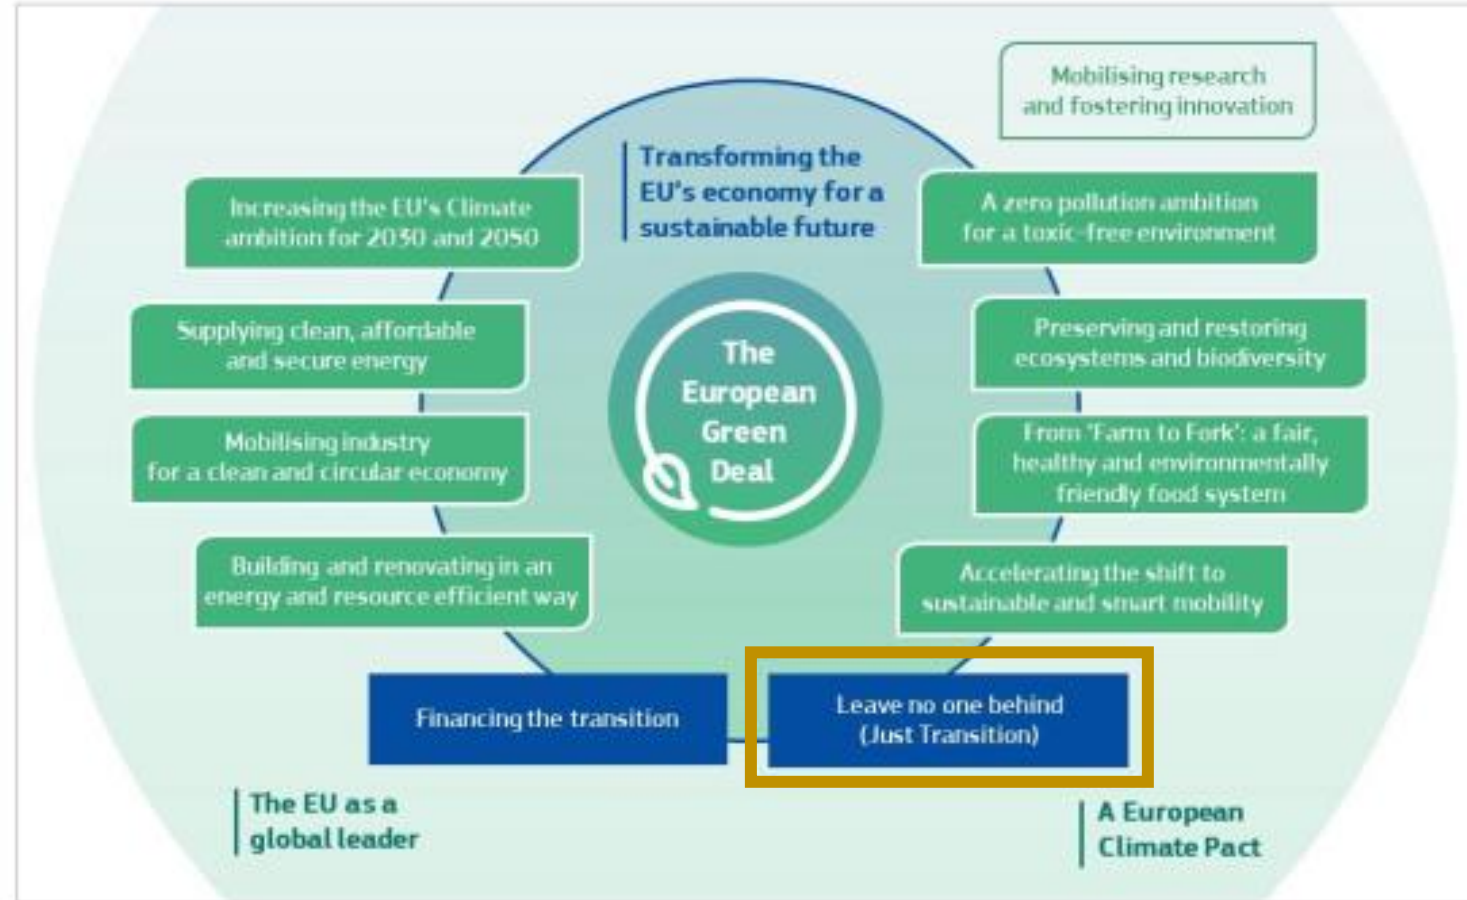 Mobilising research
and fostering innovation
Transforming the
EU's economy for a
sustainable future
Increasing the EU's Climate
ambition for 2030 and 2050
A zero pollution ambition
for a toxic-free environment
Supplying clean, affordable
and secure energy
Preserving and restoring
ecosystems and biodiversity
The
European
Green
Deal
Mobilising industry
for a clean and circular economy
From 'Farm to Fork': a fair,
healthy and environmentally
friendly food system
Building and renovating in an
energy and resource efficient way
Accelerating the shift to
sustainable and smart mobility
Financing the transition
Leave no one behind
(Just Transition)
The EU as a
global leader
A European
Climate Pact